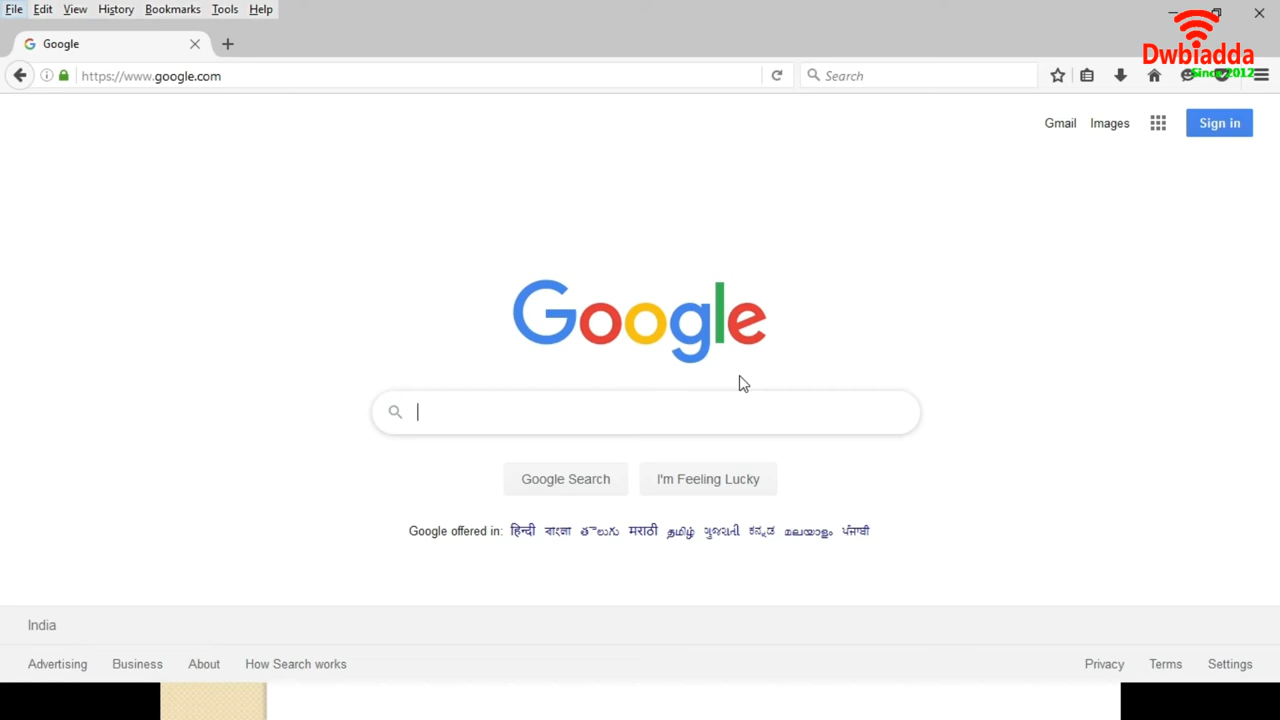 File Edit View History Bookmarks Tools Help
Dwbiadda
Since 2012
Google
https://www.google.com
Search
Gmail Images Sign in
Google
Google Search I'm Feeling Lucky
Google offered in: हिन्दी বাংলা తెలుగు मराठी தமிழ் ગુજરાતી ಕನ್ನಡ മലയാളം ਪੰਜਾਬੀ
India
Advertising Business About How Search works Privacy Terms Settings